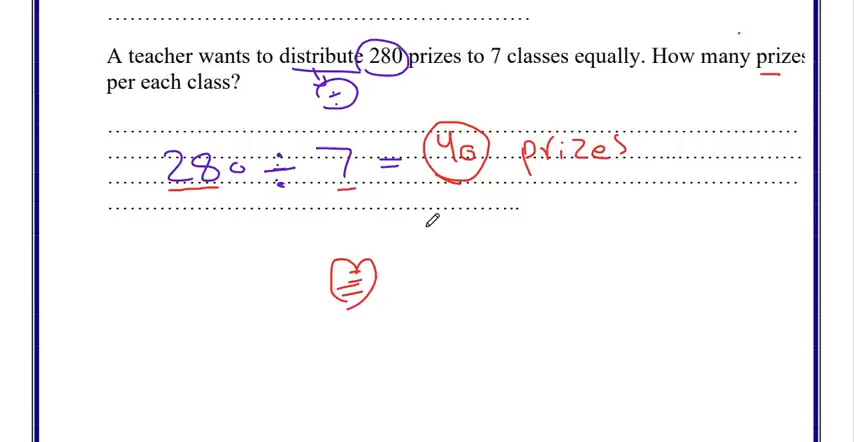 A teacher wants to distribute 280 prizes to 7 classes equally. How many prizes
per each class?
÷
280 ÷ 7 = 40 prizes